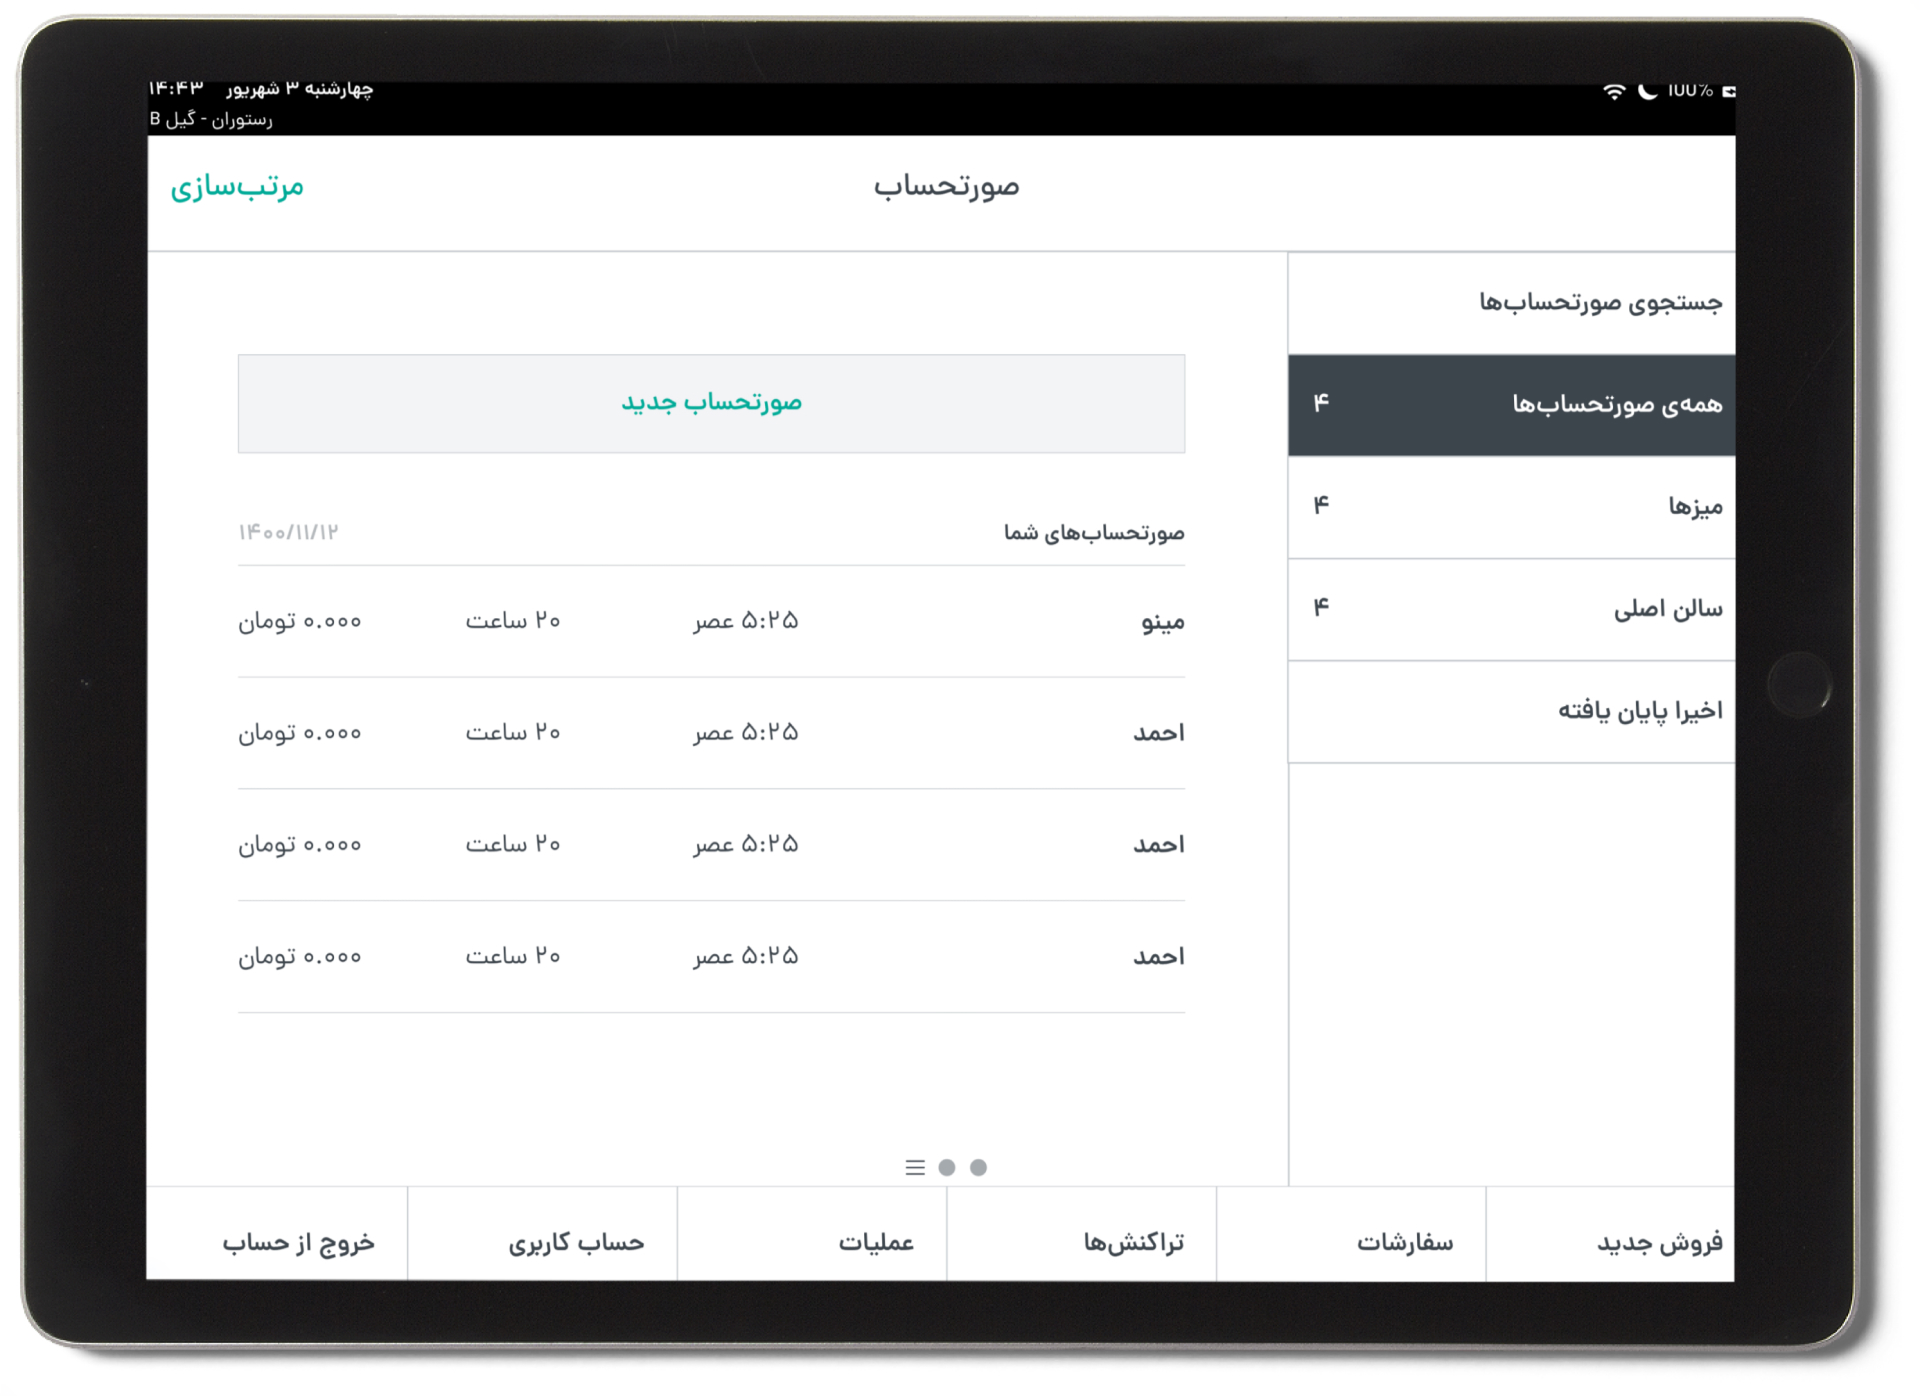 ۱۴:۴۳ چهارشنبه ۳ شهریور
100%
رستوران - گیل B
صورتحساب
مرتب‌سازی
جستجوی صورتحساب‌ها
همه‌ی صورتحساب‌ها ۴
میزها ۴
سالن اصلی ۴
اخیرا پایان یافته
صورتحساب جدید
صورتحساب‌های شما ۱۴۰۰/۱۱/۱۲
مینو ۵:۲۵ عصر ۲۰ ساعت ۰.۰۰۰ تومان
احمد ۵:۲۵ عصر ۲۰ ساعت ۰.۰۰۰ تومان
احمد ۵:۲۵ عصر ۲۰ ساعت ۰.۰۰۰ تومان
احمد ۵:۲۵ عصر ۲۰ ساعت ۰.۰۰۰ تومان
فروش جدید سفارشات تراکنش‌ها عملیات حساب کاربری خروج از حساب